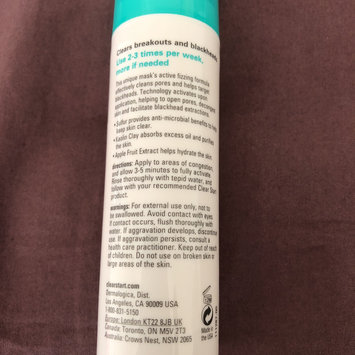 Clears breakouts and blackheads
Use 2-3 times per week,
more if needed
This unique mask's active fizzing formula
effectively cleans pores and helps target
blackheads. Technology activates upon
application, helping to open pores, decongest
skin and facilitate blackhead extractions.
• Sulfur provides anti-microbial benefits to help
keep skin clear.
• Kaolin Clay absorbs excess oil and purifies
the skin.
• Apple Fruit Extract helps hydrate the skin.
directions: Apply to areas of congestion,
and allow 3-5 minutes to fully activate.
Rinse thoroughly with tepid water, and
follow with your recommended Clear Start
product.
warnings: For external use only, not to
be swallowed. Avoid contact with eyes.
If contact occurs, flush thoroughly with
water. If aggravation develops, discontinue
use. If aggravation persists, consult a
health care practitioner. Keep out of reach
of children. Do not use on broken skin or
large areas of the skin.
clearstart.com
Dermalogica, Dist.
Los Angeles, CA 90009 USA
1-800-831-5150
Europe: London KT22 8JB UK
Canada: Toronto, ON M5V 2T3
Australia: Crows Nest, NSW 2065
Made in
the USA